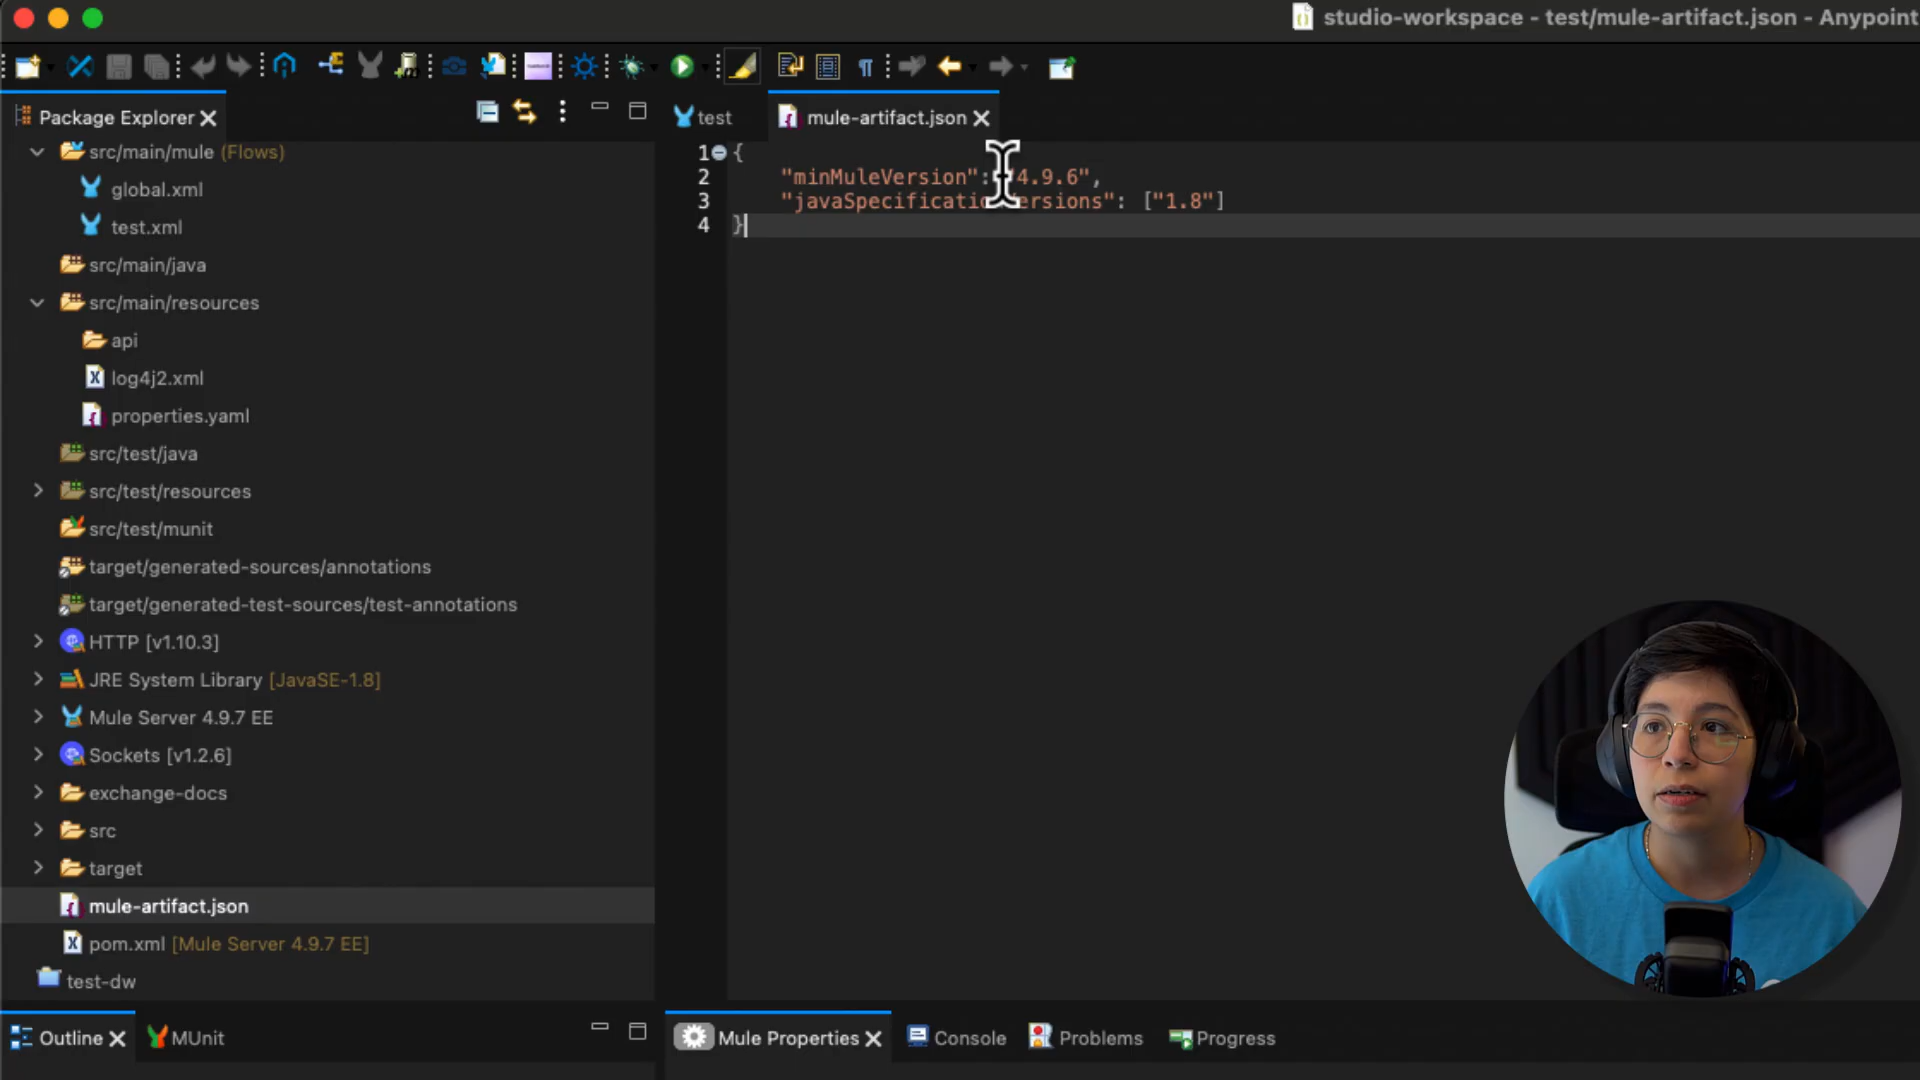 studio-workspace - test/mule-artifact.json - Anypoint
Package Explorer
src/main/mule (Flows)
global.xml
test.xml
src/main/java
src/main/resources
api
log4j2.xml
properties.yaml
src/test/java
src/test/resources
src/test/munit
target/generated-sources/annotations
target/generated-test-sources/test-annotations
HTTP [v1.10.3]
JRE System Library [JavaSE-1.8]
Mule Server 4.9.7 EE
Sockets [v1.2.6]
exchange-docs
src
target
mule-artifact.json
pom.xml [Mule Server 4.9.7 EE]
test-dw
test
mule-artifact.json
1 {
2 "minMuleVersion": "4.9.6",
3 "javaSpecificationVersions": ["1.8"]
4 }
Outline
MUnit
Mule Properties
Console
Problems
Progress